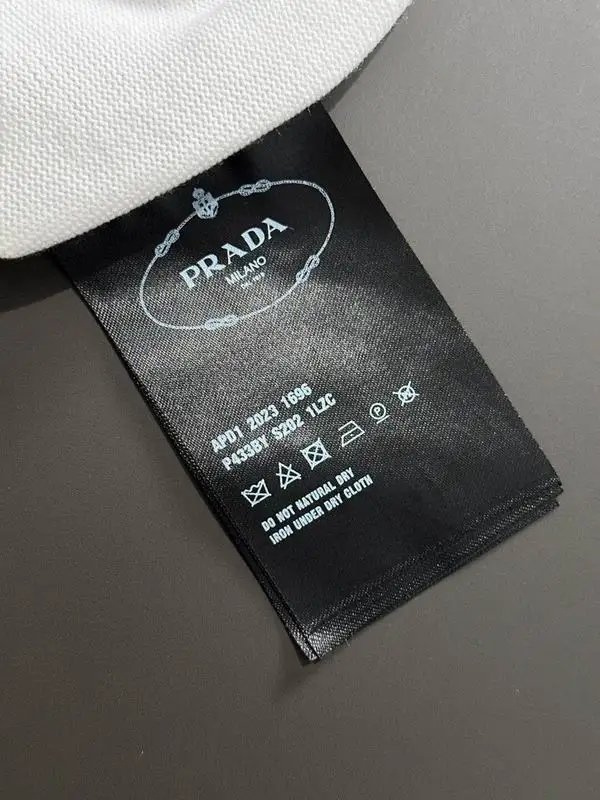 PRADA
MILANO
APD1 2023 1696
P433BY S202 1LZC
P
DO NOT NATURAL DRY
IRON UNDER DRY CLOTH